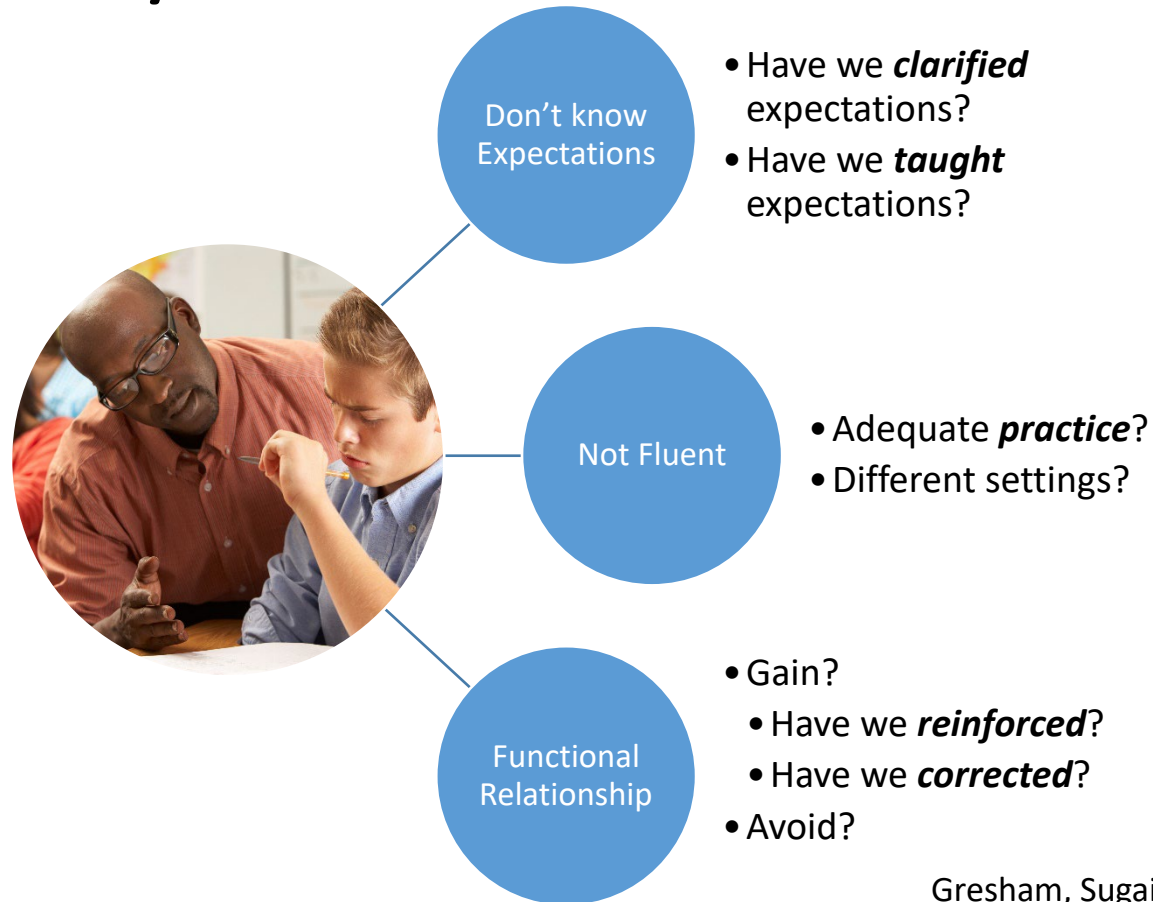 Don't know
Expectations
• Have we clarified
expectations?
• Have we taught
expectations?
Not Fluent
• Adequate practice?
• Different settings?
Functional
Relationship
• Gain?
• Have we reinforced?
• Have we corrected?
• Avoid?
Gresham, Sugai